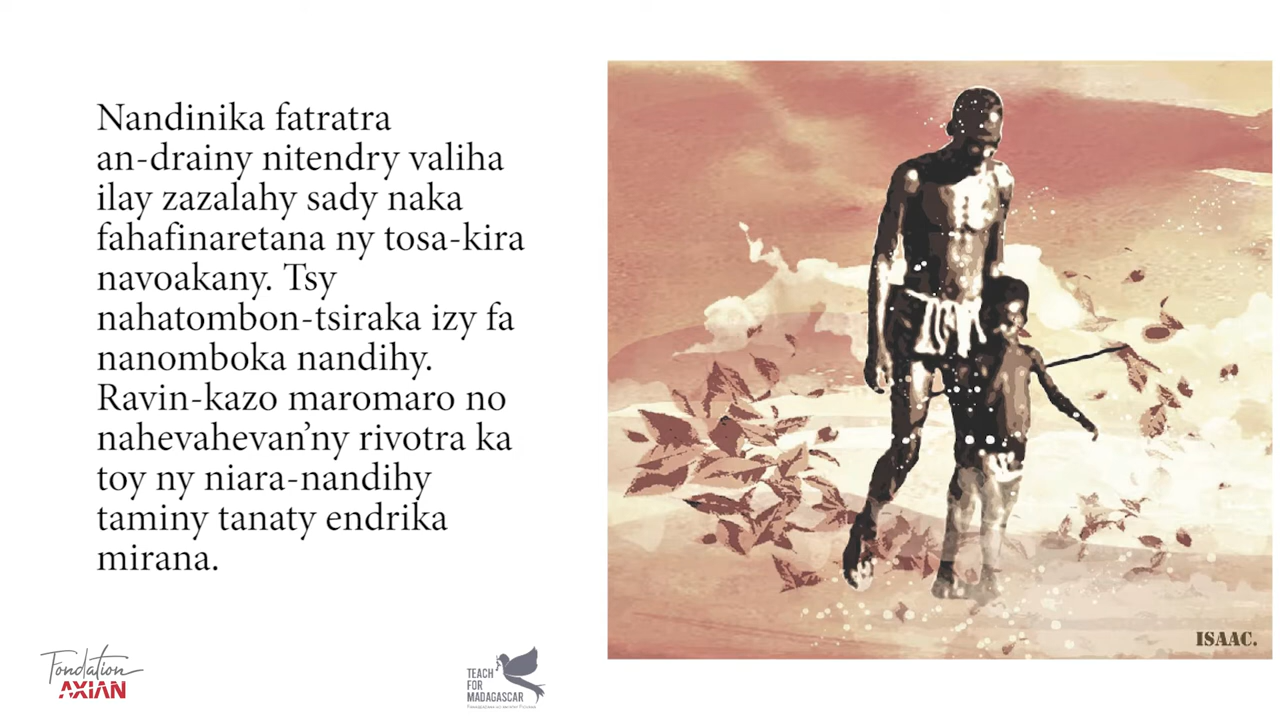 Nandinika fatratra
an-drainy nitendry valiha
ilay zazalahy sady naka
fahafinaretana ny tosa-kira
navoakany. Tsy
nahatombon-tsiraka izy fa
nanomboka nandihy.
Ravin-kazo maromaro no
nahevahevan’ny rivotra ka
toy ny niara-nandihy
taminy tanaty endrika
mirana.
Fondation
AXIAN
TEACH
FOR
MADAGASCAR
ISAAC.